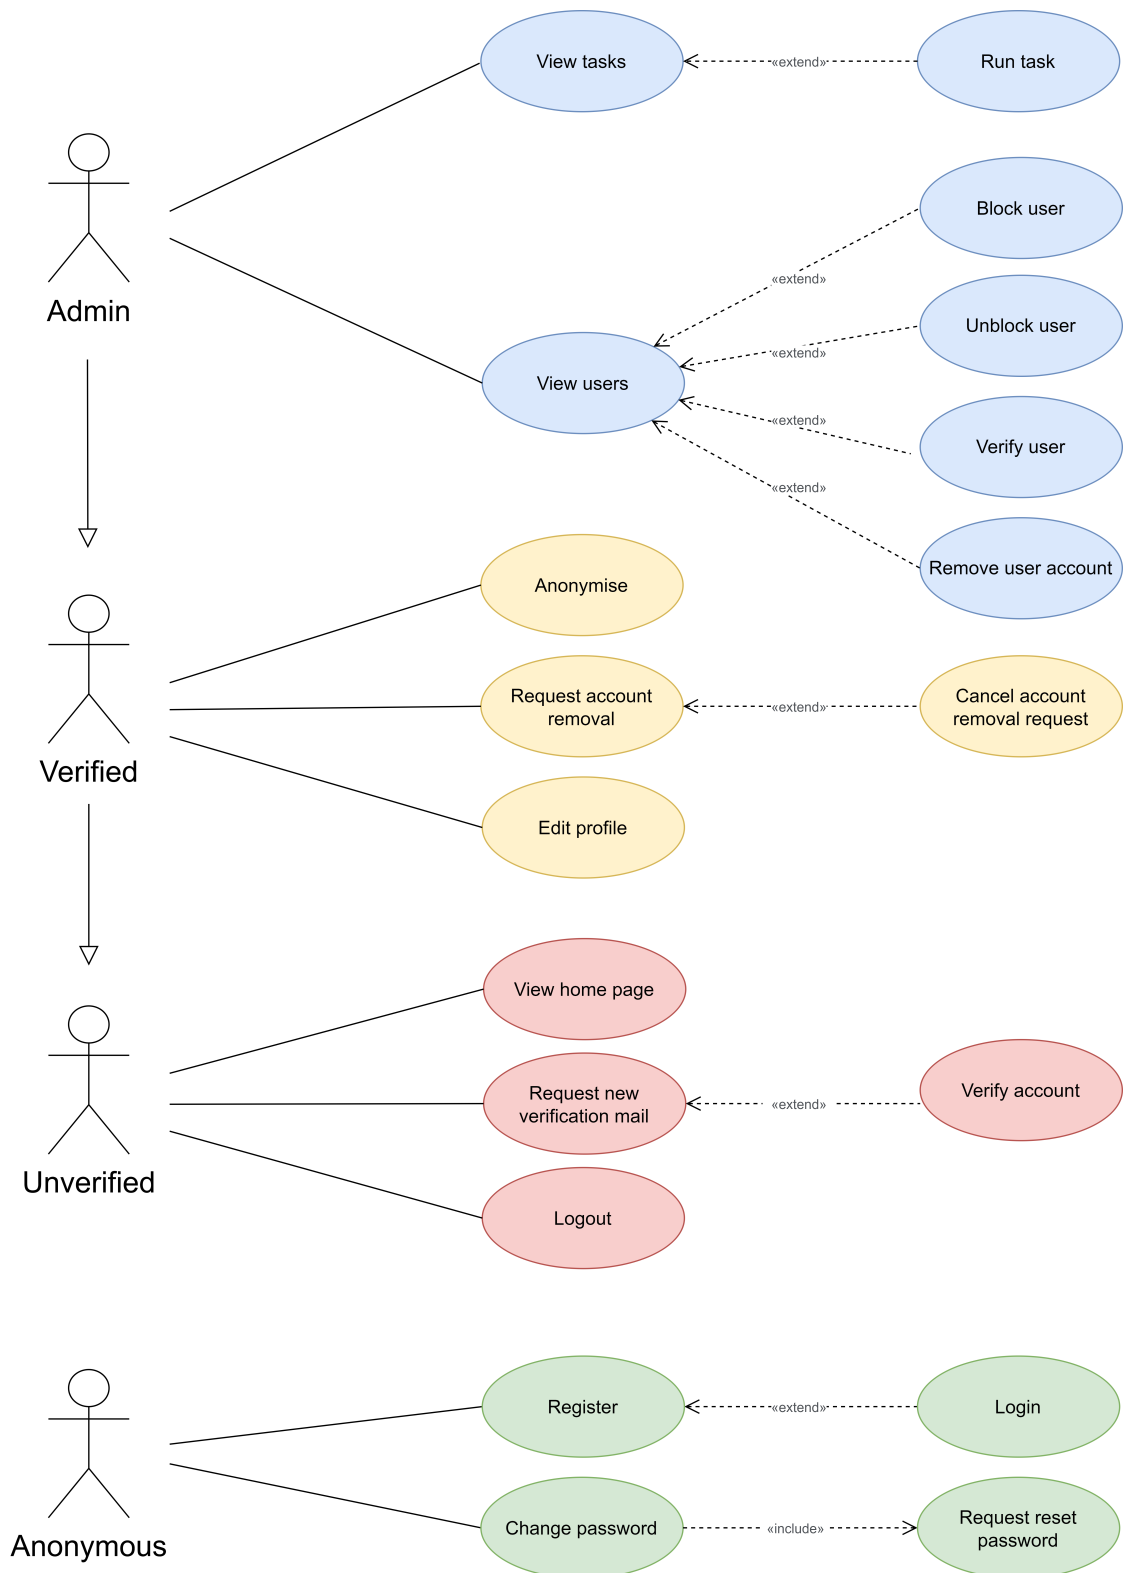 View tasks
«extend»
Run task
Admin
Block user
«extend»
Unblock user
«extend»
View users
«extend»
Verify user
«extend»
Remove user account
Verified
Anonymise
Request account
removal
«extend»
Cancel account
removal request
Edit profile
Unverified
View home page
Request new
verification mail
«extend»
Verify account
Logout
Anonymous
Register
«extend»
Login
Change password
«include»
Request reset
password